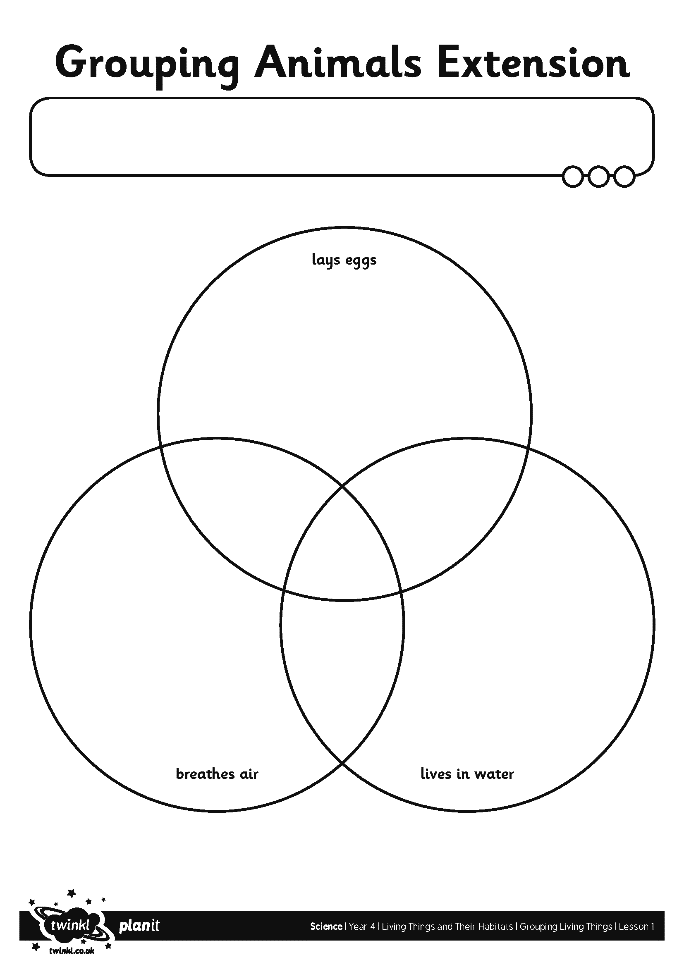 Grouping Animals Extension
lays eggs
breathes air
lives in water
twinkl planit
Science | Year 4 | Living Things and Their Habitats | Grouping Living Things | Lesson 1
twinkl.co.uk